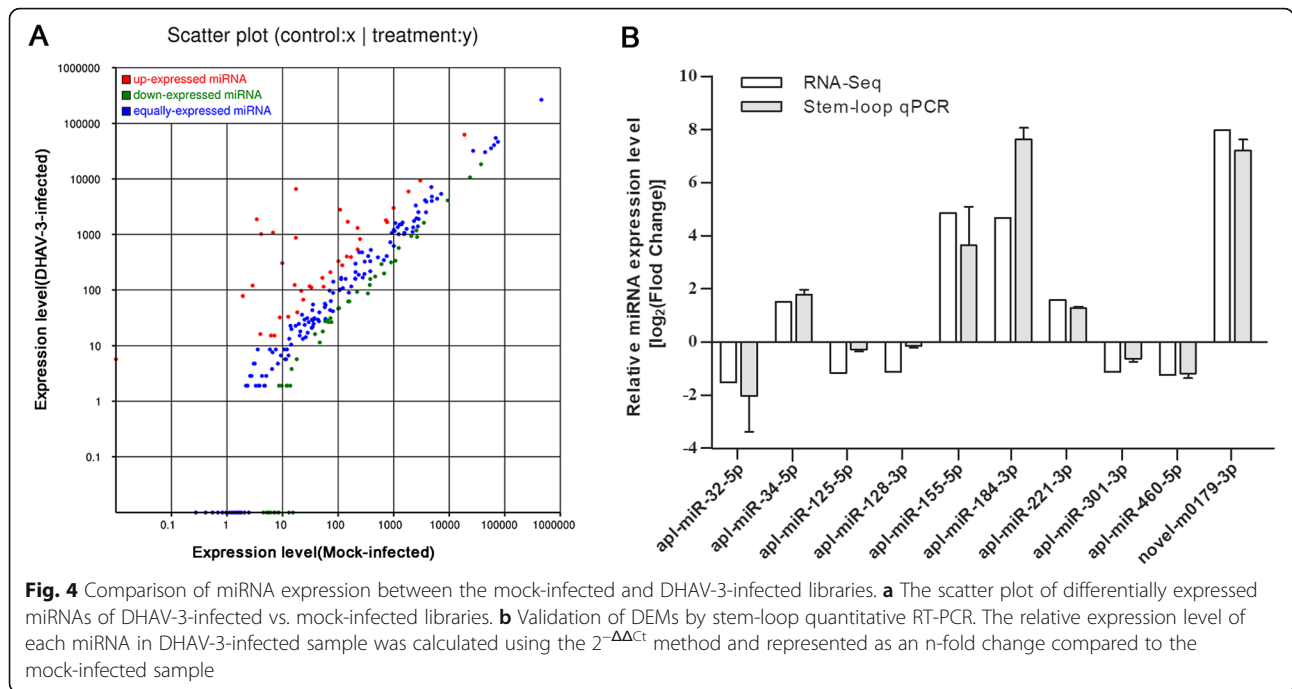 A
Scatter plot (control:x | treatment:y)
up-expressed miRNA
down-expressed miRNA
equally-expressed miRNA
Expression level(DHAV-3-infected)
1000000
100000
10000
1000
100
10
1
0.1
0.1
1
10
100
1000
10000
100000
1000000
Expression level(Mock-infected)
B
RNA-Seq
Stem-loop qPCR
Relative miRNA expression level
[log₂(Flod Change)]
10
8
6
4
2
0
-2
-4
apl-miR-32-5p
apl-miR-34-5p
apl-miR-125-5p
apl-miR-128-3p
apl-miR-155-5p
apl-miR-184-3p
apl-miR-221-3p
apl-miR-301-3p
apl-miR-460-5p
novel-m0179-3p
Fig. 4 Comparison of miRNA expression between the mock-infected and DHAV-3-infected libraries. a The scatter plot of differentially expressed
miRNAs of DHAV-3-infected vs. mock-infected libraries. b Validation of DEMs by stem-loop quantitative RT-PCR. The relative expression level of
each miRNA in DHAV-3-infected sample was calculated using the 2⁻ΔΔCt method and represented as an n-fold change compared to the
mock-infected sample